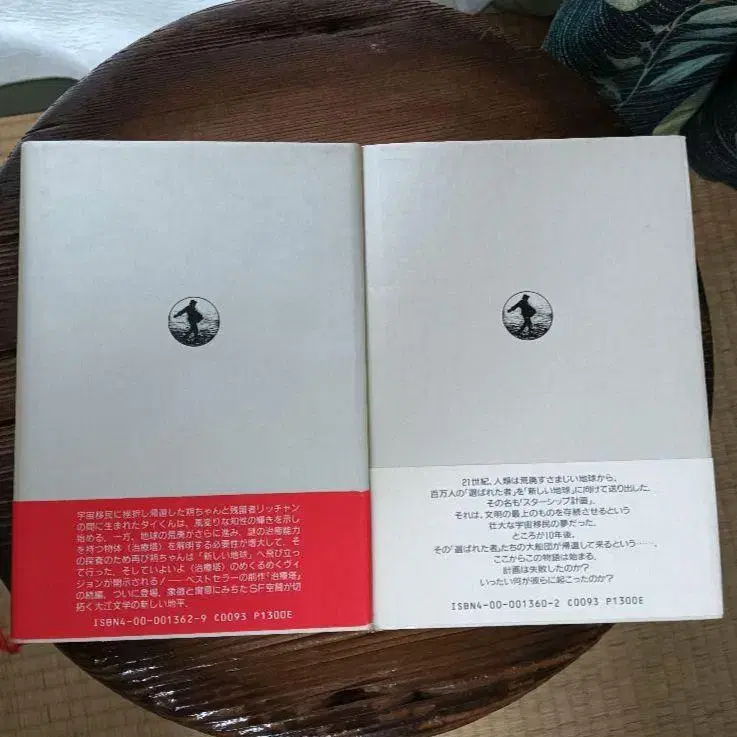 宇宙移民に挫折し帰還した朔ちゃんと残留者リッチャン
の間に生まれたタイくんは、風変りな知性の輝きを示し
始める。一方、地球の荒廃がさらに進み、謎の治癒能力
を持つ物体〈治療塔〉を解明する必要性が増大して、そ
の探査のため再び朔ちゃんは「新しい地球」へ飛び立っ
て行った。そしていよいよ〈治療塔〉のめくるめくヴィ
ジョンが開示される!──ベストセラーの前作『治療塔』
の続編、ついに登場。象徴と寓意にみちたSF空間が切
拓く大江文学の新しい地平。
ISBN4-00-001362-9 C0093 P1300E
21世紀、人類は荒廃すさまじい地球から、
百万人の「選ばれた者」を「新しい地球」に向けて送り出した。
その名も「スターシップ計画」。
それは、文明の最上のものを存続させるという
壮大な宇宙移民の夢だった。
ところが10年後、
その「選ばれた者」たちの大船団が帰還して来るという……。
ここからこの物語は始まる。
計画は失敗したのか?
いったい何が彼らに起こったのか?
ISBN4-00-001360-2 C0093 P1300E